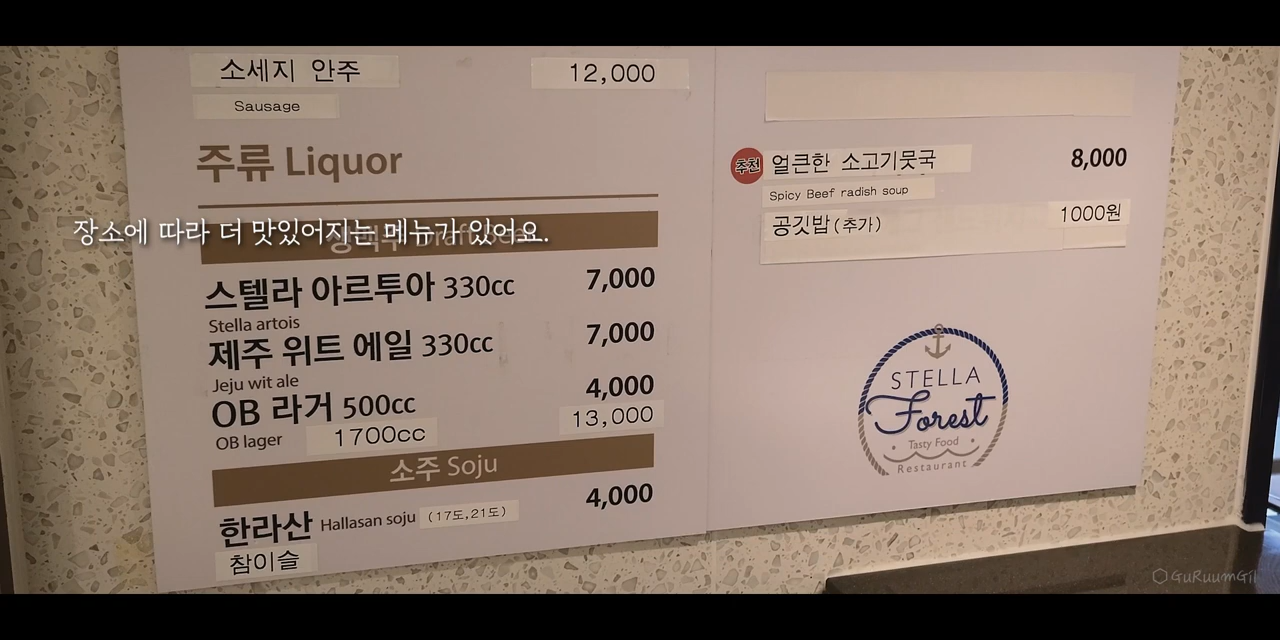 소세지 안주 12,000
Sausage
주류 Liquor
장소에 따라 더 맛있어지는 메뉴가 있어요.
스텔라 아르투아 330cc 7,000
Stella artois
제주 위트 에일 330cc 7,000
Jeju wit ale
OB 라거 500cc 4,000
OB lager 1700cc 13,000
소주 Soju
한라산 Hallasan soju (17도,21도) 4,000
참이슬
추천 얼큰한 소고기뭇국 8,000
Spicy Beef radish soup
공깃밥(추가) 1000원
STELLA
Forest
Tasty Food
Restaurant
GuRuumGil